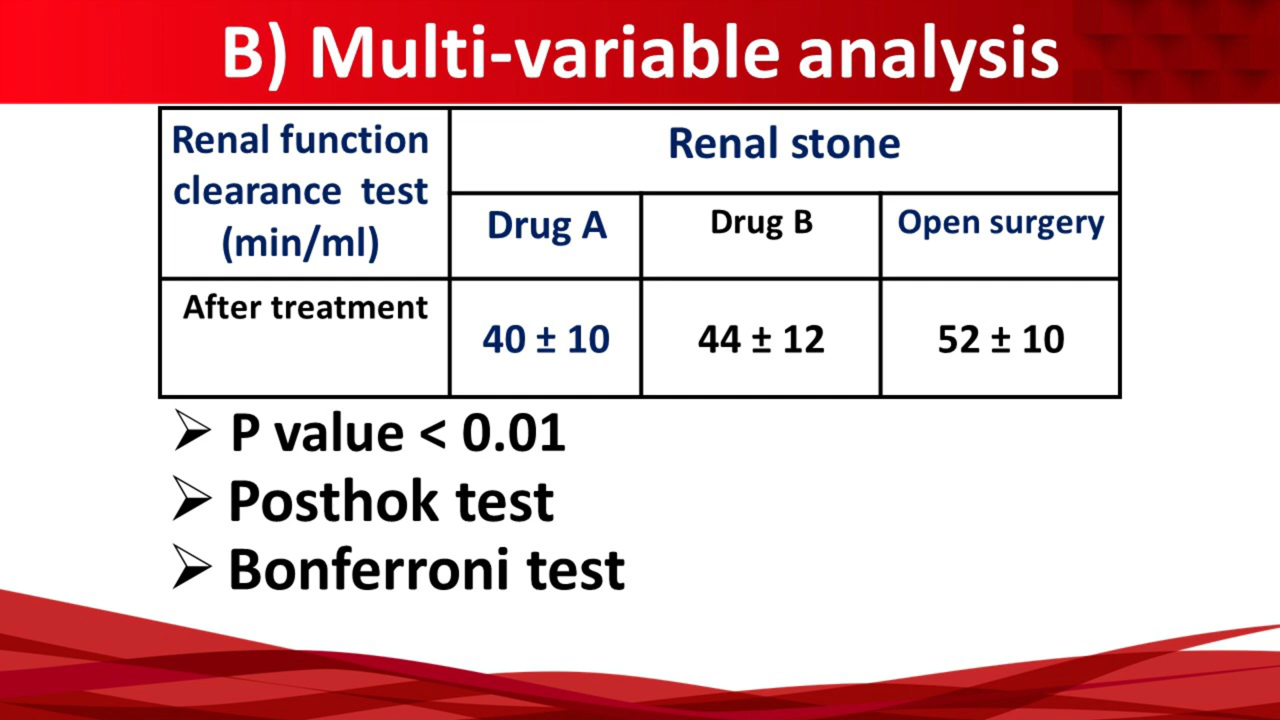 B) Multi-variable analysis
Renal function
clearance test
(min/ml)
Renal stone
Drug A
Drug B
Open surgery
After treatment
40 ± 10
44 ± 12
52 ± 10
P value < 0.01
Posthok test
Bonferroni test